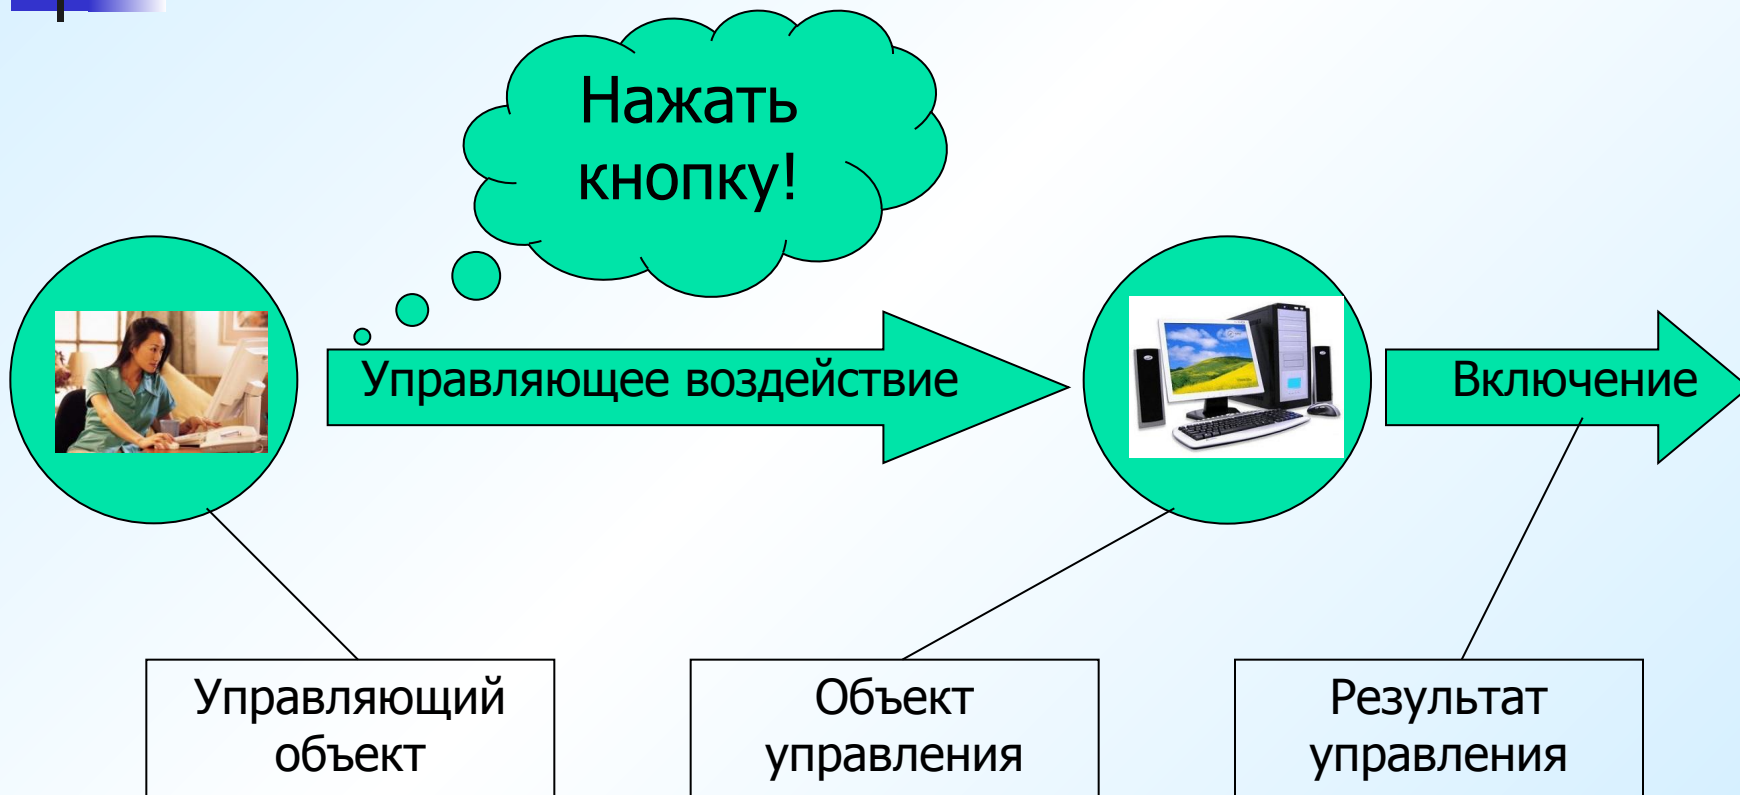 Нажать
кнопку!
Управляющее воздействие
Включение
Управляющий
объект
Объект
управления
Результат
управления